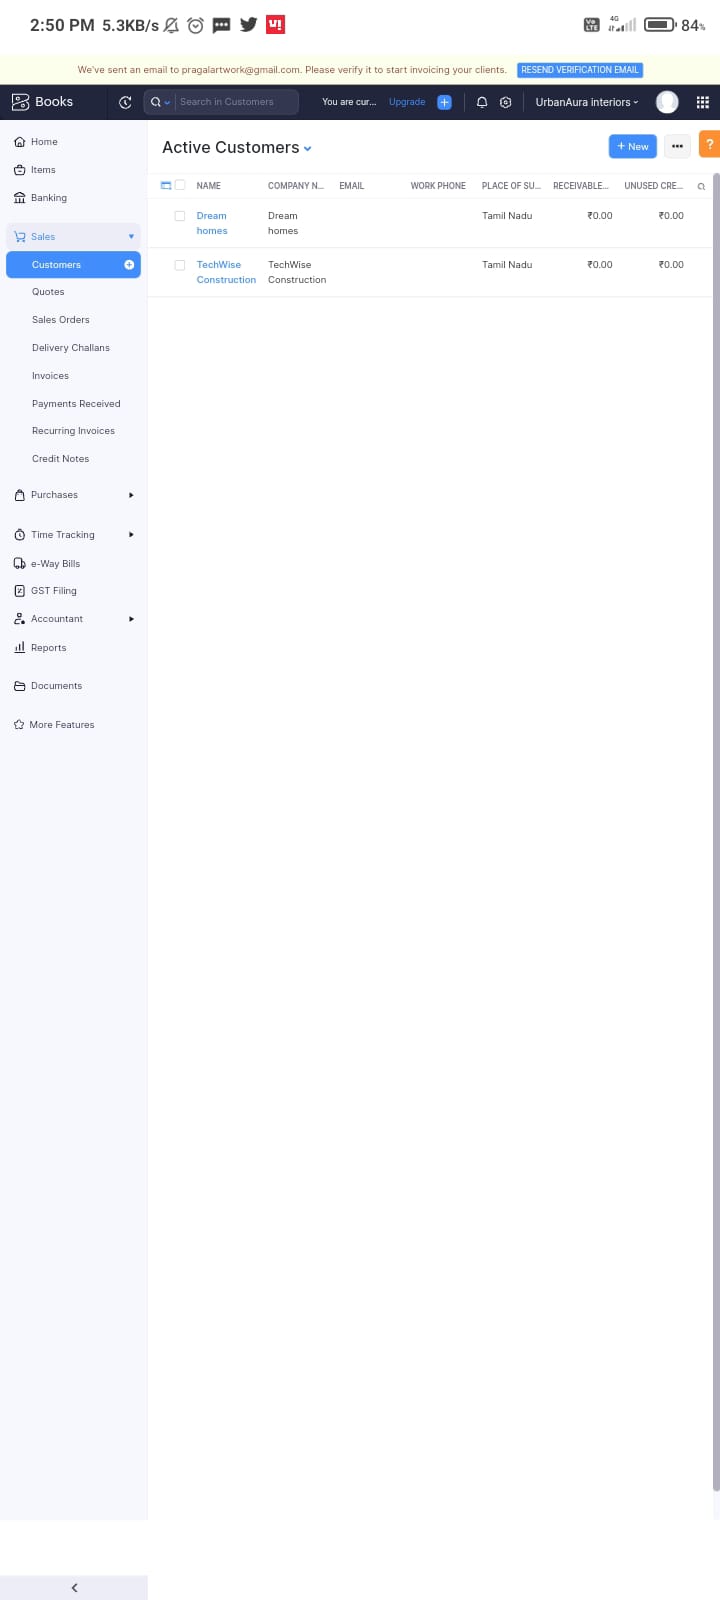 2:50 PM 5.3KB/s
Vo LTE 4G 84%
We've sent an email to pragalartwork@gmail.com. Please verify it to start invoicing your clients. RESEND VERIFICATION EMAIL
Books Search in Customers You are cur... Upgrade UrbanAura interiors
Home
Items
Banking
Sales
Customers
Quotes
Sales Orders
Delivery Challans
Invoices
Payments Received
Recurring Invoices
Credit Notes
Purchases
Time Tracking
e-Way Bills
GST Filing
Accountant
Reports
Documents
More Features
Active Customers
+ New
?
NAME COMPANY N... EMAIL WORK PHONE PLACE OF SU... RECEIVABLE... UNUSED CRE...
Dream homes Dream homes Tamil Nadu ₹0.00 ₹0.00
TechWise Construction TechWise Construction Tamil Nadu ₹0.00 ₹0.00